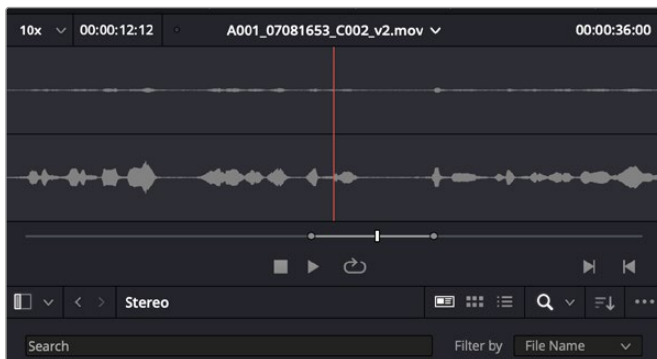 10x 00:00:12:12 A001_07081653_C002_v2.mov 00:00:36:00
Stereo
Search Filter by File Name